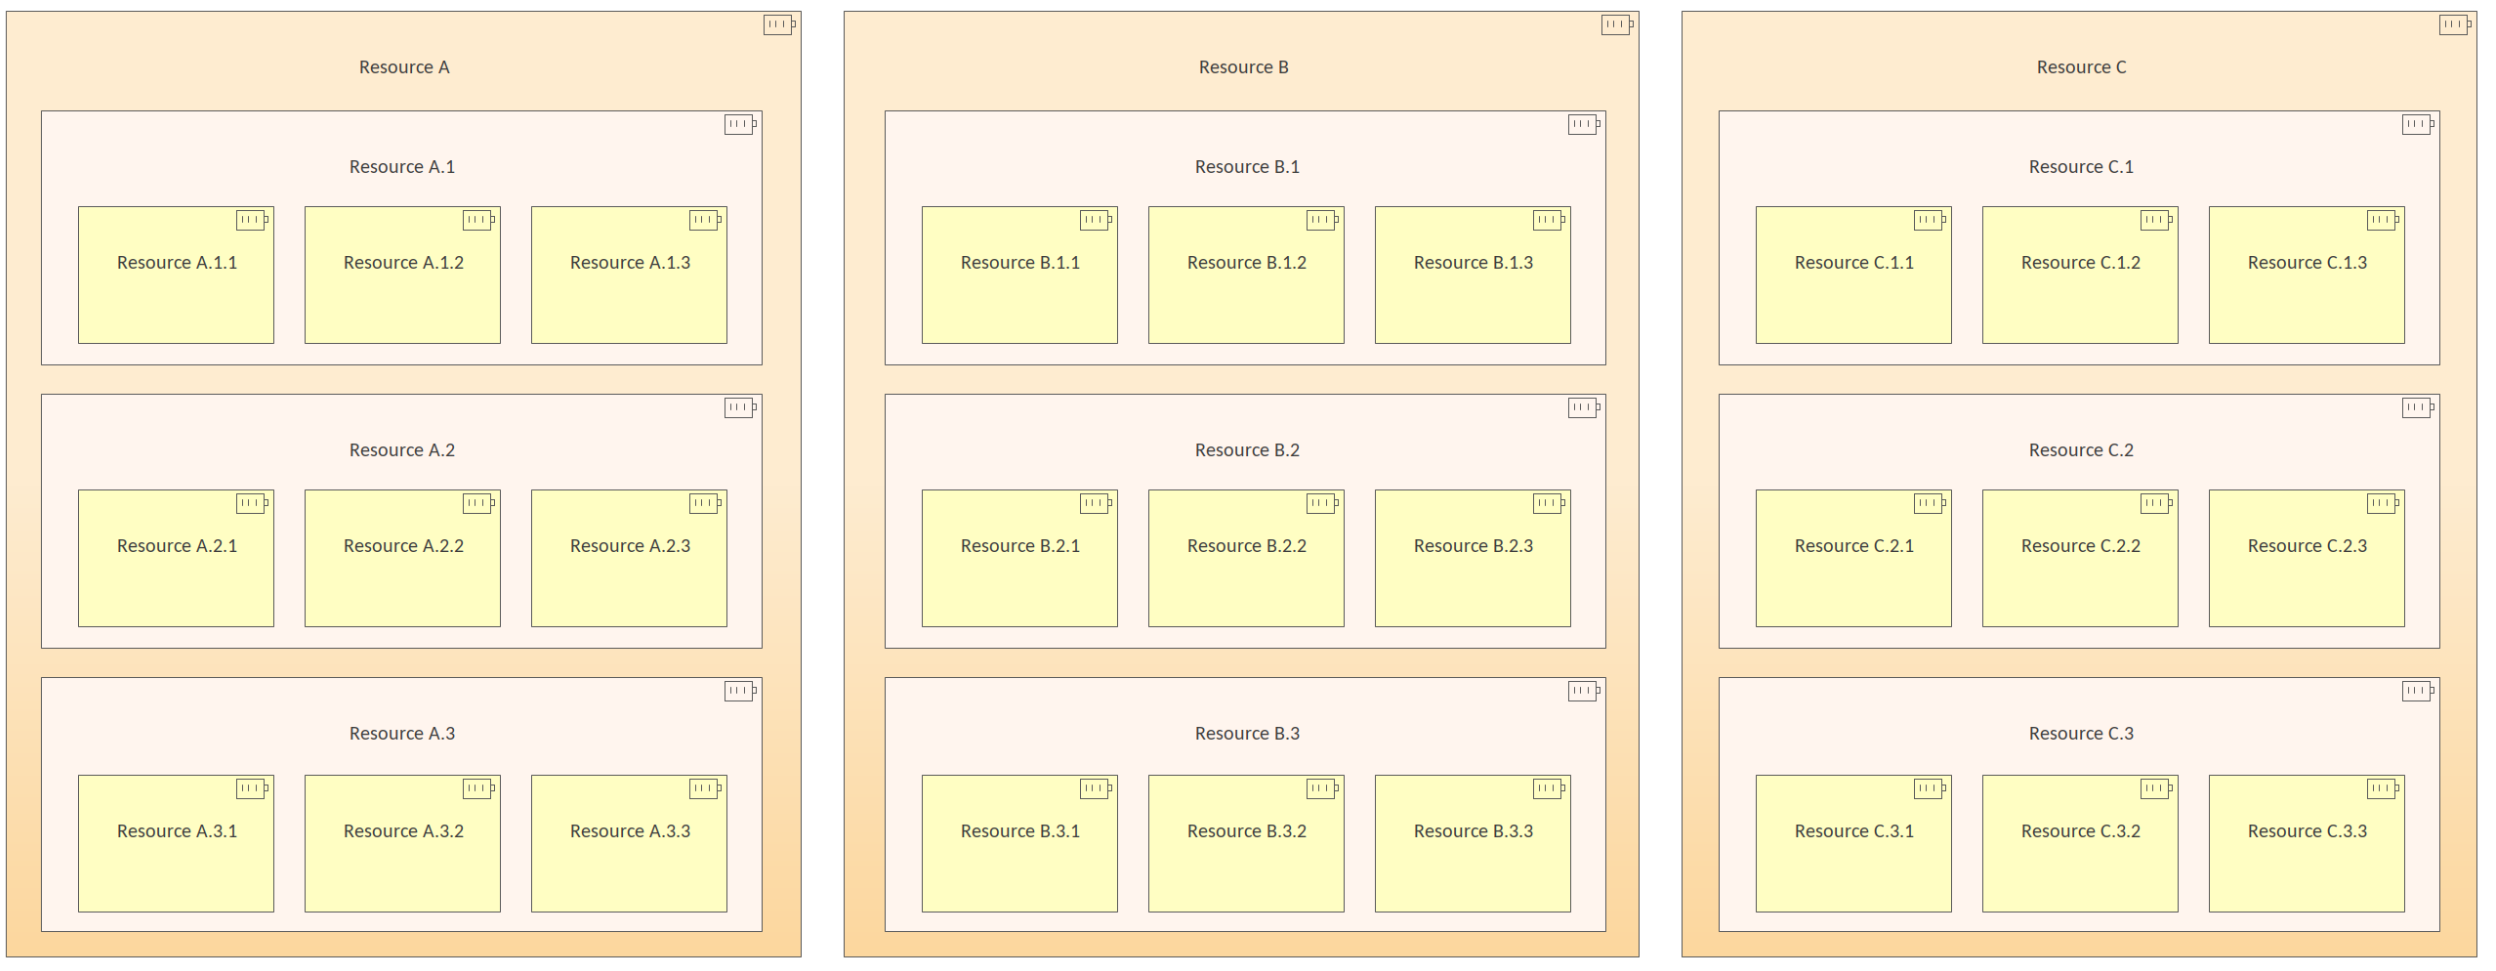 Resource A
Resource A.1
Resource A.1.1
Resource A.1.2
Resource A.1.3
Resource A.2
Resource A.2.1
Resource A.2.2
Resource A.2.3
Resource A.3
Resource A.3.1
Resource A.3.2
Resource A.3.3
Resource B
Resource B.1
Resource B.1.1
Resource B.1.2
Resource B.1.3
Resource B.2
Resource B.2.1
Resource B.2.2
Resource B.2.3
Resource B.3
Resource B.3.1
Resource B.3.2
Resource B.3.3
Resource C
Resource C.1
Resource C.1.1
Resource C.1.2
Resource C.1.3
Resource C.2
Resource C.2.1
Resource C.2.2
Resource C.2.3
Resource C.3
Resource C.3.1
Resource C.3.2
Resource C.3.3